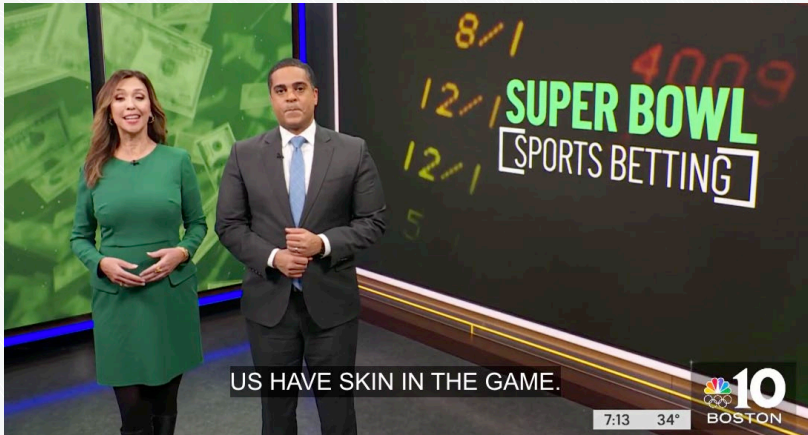 8-1
4009
12-1
SUPER BOWL
12-1
SPORTS BETTING
5
US HAVE SKIN IN THE GAME.
10
7:13 34°
BOSTON